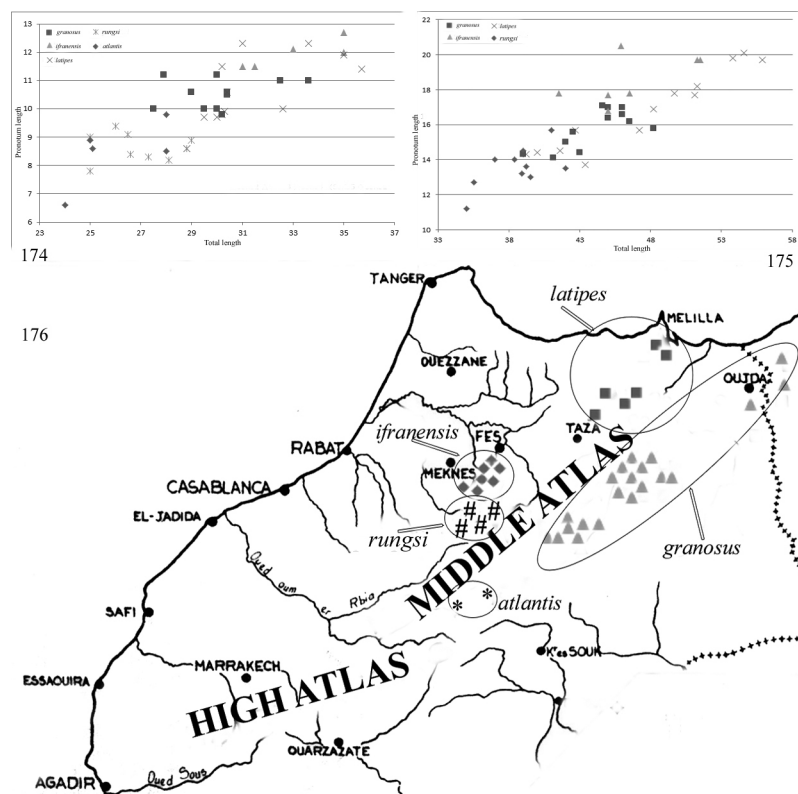 13
12
11
10
9
8
7
6
Pronotum length
granosus
rungsi
ifranensis
atlantis
latipes
23
25
27
29
31
33
35
37
Total length
174
22
20
18
16
14
12
10
Pronotum length
granosus
latipes
ifranensis
rungsi
33
38
43
48
53
58
Total length
175
176
TANGER
latipes
MELILLA
OUEZZANE
OUJDA
ifranensis
FES
TAZA
RABAT
MEKNES
CASABLANCA
EL-JADIDA
rungsi
granosus
MIDDLE ATLAS
Oued oum er Rbia
atlantis
SAFI
Kres SOUK
MARRAKECH
ESSAOUIRA
HIGH ATLAS
OUARZAZATE
AGADIR
Oued Sous